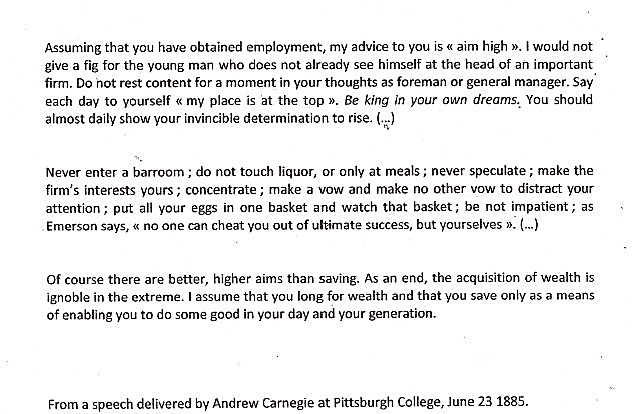 Assuming that you have obtained employment, my advice to you is « aim high ». I would not
give a fig for the young man who does not already see himself at the head of an important
firm. Do not rest content for a moment in your thoughts as foreman or general manager. Say
each day to yourself « my place is at the top ». Be king in your own dreams. You should
almost daily show your invincible determination to rise. (...)
Never enter a barroom ; do not touch liquor, or only at meals ; never speculate ; make the
firm's interests yours ; concentrate ; make a vow and make no other vow to distract your
attention ; put all your eggs in one basket and watch that basket ; be not impatient ; as
Emerson says, « no one can cheat you out of ultimate success, but yourselves ». (...)
Of course there are better, higher aims than saving. As an end, the acquisition of wealth is
ignoble in the extreme. I assume that you long for wealth and that you save only as a means
of enabling you to do some good in your day and your generation.
From a speech delivered by Andrew Carnegie at Pittsburgh College, June 23 1885.